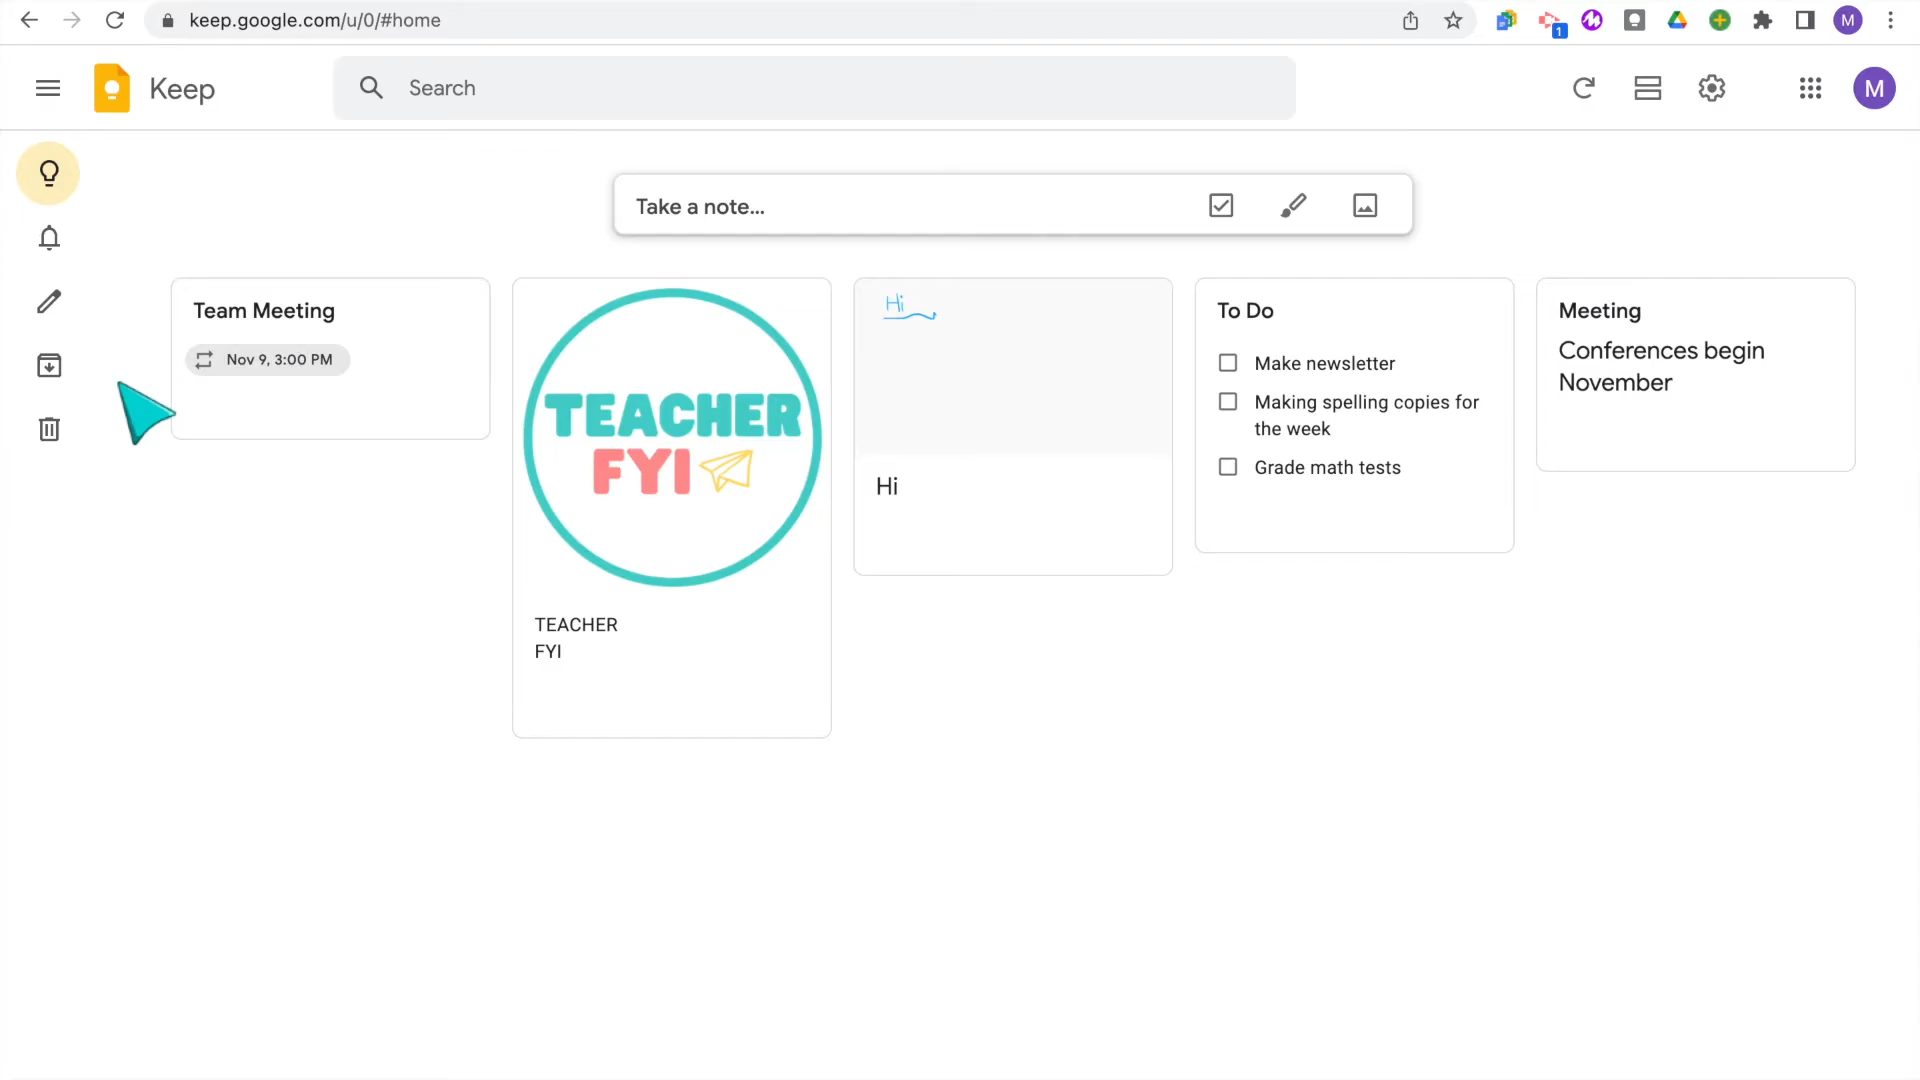 keep.google.com/u/0/#home
1
M
Keep
Search
M
Take a note...
Team Meeting
Nov 9, 3:00 PM
TEACHER
FYI
TEACHER
FYI
Hi
Hi
To Do
Make newsletter
Making spelling copies for
the week
Grade math tests
Meeting
Conferences begin
November